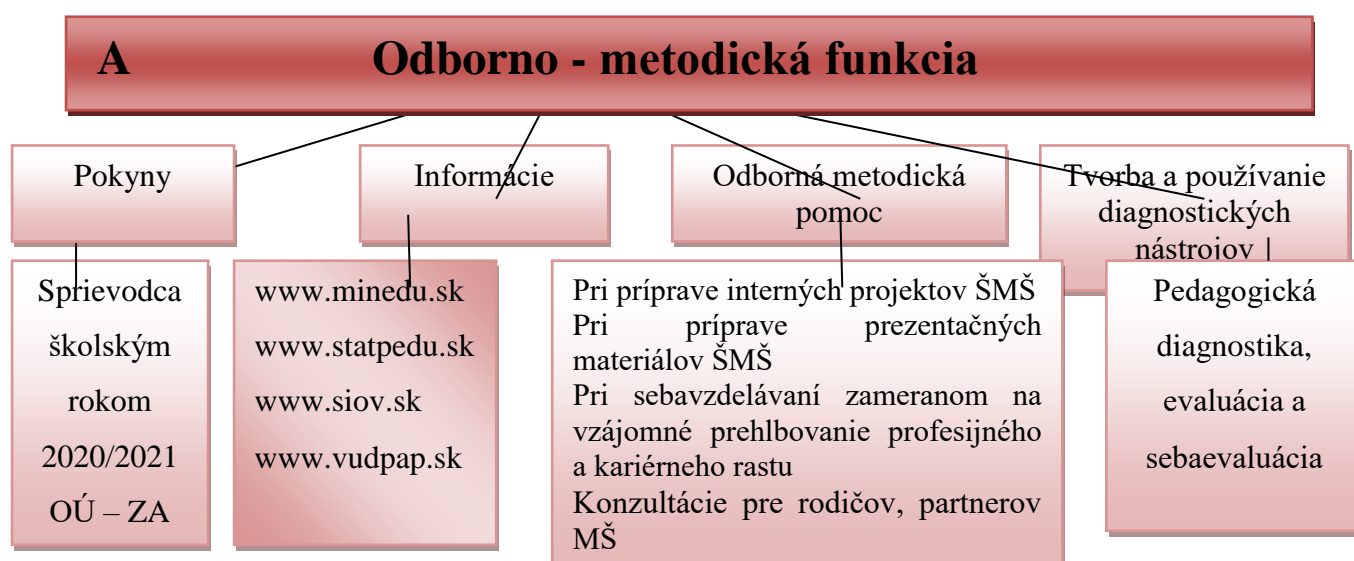 A Odborno - metodická funkcia
Pokyny
Informácie
Odborná metodická
pomoc
Tvorba a používanie
diagnostických
nástrojov |
Sprievodca
školským
rokom
2020/2021
OÚ – ZA
www.minedu.sk
www.statpedu.sk
www.siov.sk
www.vudpap.sk
Pri príprave interných projektov ŠMŠ
Pri príprave prezentačných
materiálov ŠMŠ
Pri sebavzdelávaní zameranom na
vzájomné prehlbovanie profesijného
a kariérneho rastu
Konzultácie pre rodičov, partnerov
MŠ
Pedagogická
diagnostika,
evaluácia a
sebaevaluácia